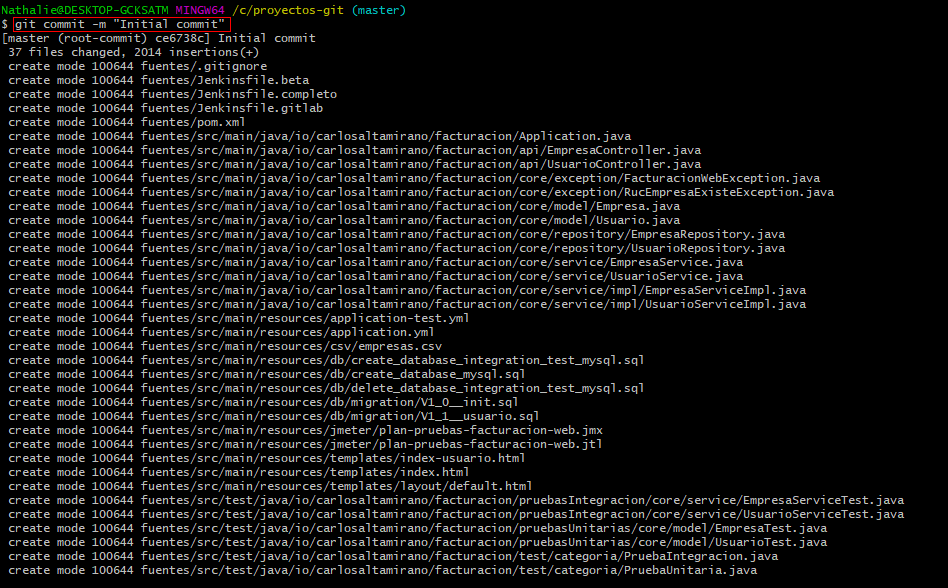 Nathalie@DESKTOP-GCKSATM MINGW64 /c/proyectos-git (master)
$ git commit -m "Initial commit"
[master (root-commit) ce6738c] Initial commit
 37 files changed, 2014 insertions(+)
 create mode 100644 fuentes/.gitignore
 create mode 100644 fuentes/Jenkinsfile.beta
 create mode 100644 fuentes/Jenkinsfile.completo
 create mode 100644 fuentes/Jenkinsfile.gitlab
 create mode 100644 fuentes/pom.xml
 create mode 100644 fuentes/src/main/java/io/carlosaltamirano/facturacion/Application.java
 create mode 100644 fuentes/src/main/java/io/carlosaltamirano/facturacion/api/EmpresaController.java
 create mode 100644 fuentes/src/main/java/io/carlosaltamirano/facturacion/api/UsuarioController.java
 create mode 100644 fuentes/src/main/java/io/carlosaltamirano/facturacion/core/exception/FacturacionWebException.java
 create mode 100644 fuentes/src/main/java/io/carlosaltamirano/facturacion/core/exception/RucEmpresaExisteException.java
 create mode 100644 fuentes/src/main/java/io/carlosaltamirano/facturacion/core/model/Empresa.java
 create mode 100644 fuentes/src/main/java/io/carlosaltamirano/facturacion/core/model/Usuario.java
 create mode 100644 fuentes/src/main/java/io/carlosaltamirano/facturacion/core/repository/EmpresaRepository.java
 create mode 100644 fuentes/src/main/java/io/carlosaltamirano/facturacion/core/repository/UsuarioRepository.java
 create mode 100644 fuentes/src/main/java/io/carlosaltamirano/facturacion/core/service/EmpresaService.java
 create mode 100644 fuentes/src/main/java/io/carlosaltamirano/facturacion/core/service/UsuarioService.java
 create mode 100644 fuentes/src/main/java/io/carlosaltamirano/facturacion/core/service/impl/EmpresaServiceImpl.java
 create mode 100644 fuentes/src/main/java/io/carlosaltamirano/facturacion/core/service/impl/UsuarioServiceImpl.java
 create mode 100644 fuentes/src/main/resources/application-test.yml
 create mode 100644 fuentes/src/main/resources/application.yml
 create mode 100644 fuentes/src/main/resources/csv/empresas.csv
 create mode 100644 fuentes/src/main/resources/db/create_database_integration_test_mysql.sql
 create mode 100644 fuentes/src/main/resources/db/create_database_mysql.sql
 create mode 100644 fuentes/src/main/resources/db/delete_database_integration_test_mysql.sql
 create mode 100644 fuentes/src/main/resources/db/migration/V1_0__init.sql
 create mode 100644 fuentes/src/main/resources/db/migration/V1_1__usuario.sql
 create mode 100644 fuentes/src/main/resources/jmeter/plan-pruebas-facturacion-web.jmx
 create mode 100644 fuentes/src/main/resources/jmeter/plan-pruebas-facturacion-web.jtl
 create mode 100644 fuentes/src/main/resources/templates/index-usuario.html
 create mode 100644 fuentes/src/main/resources/templates/index.html
 create mode 100644 fuentes/src/main/resources/templates/layout/default.html
 create mode 100644 fuentes/src/test/java/io/carlosaltamirano/facturacion/pruebasIntegracion/core/service/EmpresaServiceTest.java
 create mode 100644 fuentes/src/test/java/io/carlosaltamirano/facturacion/pruebasIntegracion/core/service/UsuarioServiceTest.java
 create mode 100644 fuentes/src/test/java/io/carlosaltamirano/facturacion/pruebasUnitarias/core/model/EmpresaTest.java
 create mode 100644 fuentes/src/test/java/io/carlosaltamirano/facturacion/pruebasUnitarias/core/model/UsuarioTest.java
 create mode 100644 fuentes/src/test/java/io/carlosaltamirano/facturacion/test/categoria/PruebaIntegracion.java
 create mode 100644 fuentes/src/test/java/io/carlosaltamirano/facturacion/test/categoria/PruebaUnitaria.java